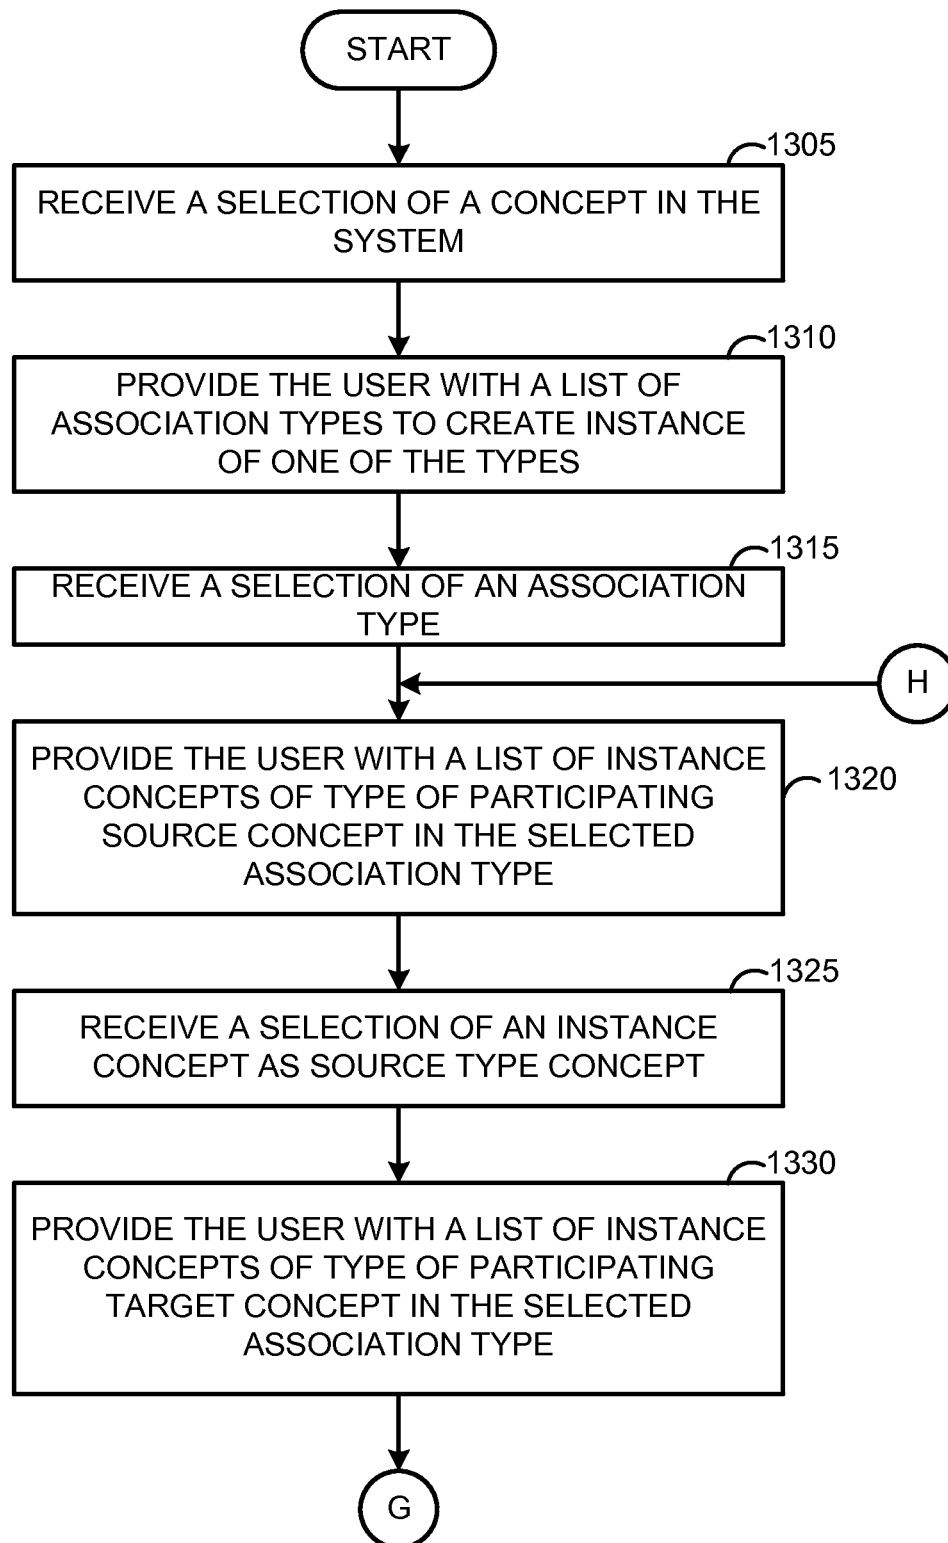 START
1305
RECEIVE A SELECTION OF A CONCEPT IN THE
SYSTEM
1310
PROVIDE THE USER WITH A LIST OF
ASSOCIATION TYPES TO CREATE INSTANCE
OF ONE OF THE TYPES
1315
RECEIVE A SELECTION OF AN ASSOCIATION
TYPE
H
PROVIDE THE USER WITH A LIST OF INSTANCE
CONCEPTS OF TYPE OF PARTICIPATING
SOURCE CONCEPT IN THE SELECTED
ASSOCIATION TYPE
1320
1325
RECEIVE A SELECTION OF AN INSTANCE
CONCEPT AS SOURCE TYPE CONCEPT
1330
PROVIDE THE USER WITH A LIST OF INSTANCE
CONCEPTS OF TYPE OF PARTICIPATING
TARGET CONCEPT IN THE SELECTED
ASSOCIATION TYPE
G